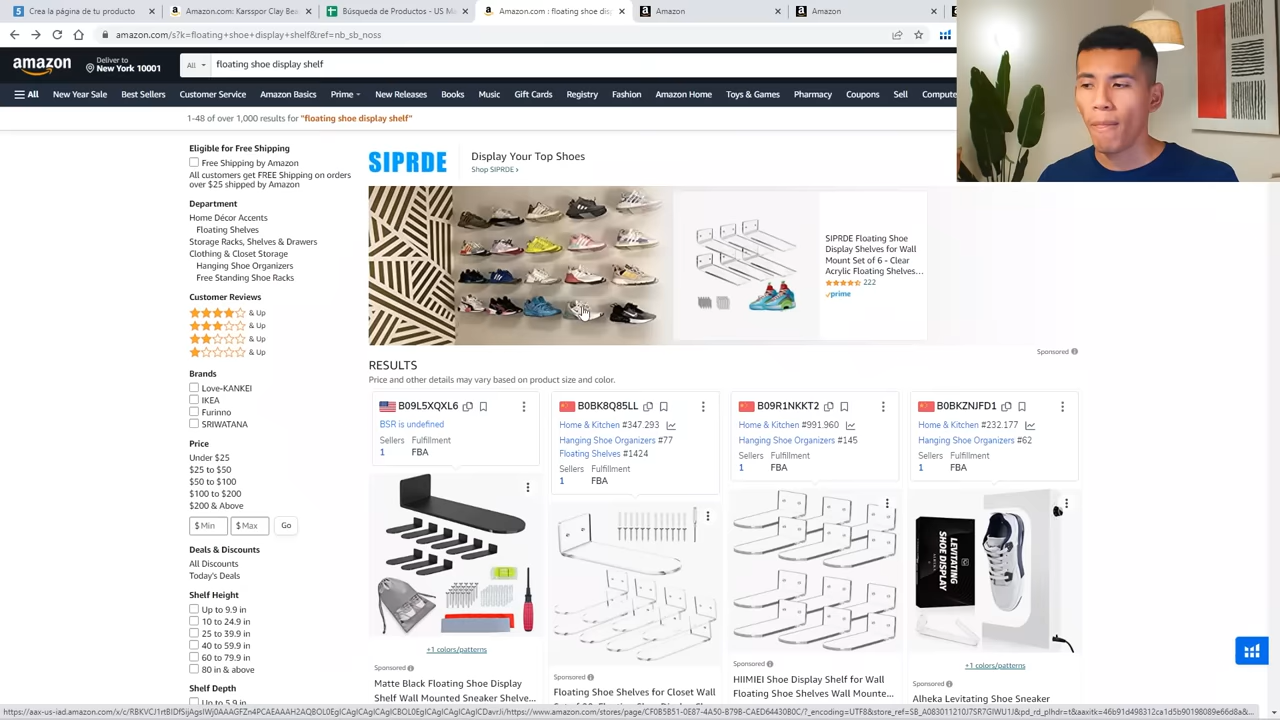 Crea la página de producto
Amazon.com: Karsspor Clay Bea
Búsqueda de Productos - US Ma
Amazon.com : floating shoe dis
Amazon
Amazon
amazon.com/s?k=floating+shoe+display+shelf&ref=nb_sb_noss
amazon
Deliver to
New York 10001
All
floating shoe display shelf
All
New Year Sale
Best Sellers
Customer Service
Amazon Basics
Prime
New Releases
Books
Music
Gift Cards
Registry
Fashion
Amazon Home
Toys & Games
Pharmacy
Coupons
Sell
Compute
1-48 of over 1,000 results for "floating shoe display shelf"
Eligible for Free Shipping
Free Shipping by Amazon
All customers get FREE Shipping on orders
over $25 shipped by Amazon
Department
Home Décor Accents
Floating Shelves
Storage Racks, Shelves & Drawers
Clothing & Closet Storage
Hanging Shoe Organizers
Free Standing Shoe Racks
Customer Reviews
& Up
& Up
& Up
& Up
Brands
Love-KANKEI
IKEA
Furinno
SRIWATANA
Price
Under $25
$25 to $50
$50 to $100
$100 to $200
$200 & Above
$ Min
$ Max
Go
Deals & Discounts
All Discounts
Today's Deals
Shelf Height
Up to 9.9 in
10 to 24.9 in
25 to 39.9 in
40 to 59.9 in
60 to 79.9 in
80 in & above
Shelf Depth
Up to 5.9 in
SIPRDE
Display Your Top Shoes
Shop SIPRDE ›
SIPRDE Floating Shoe
Display Shelves for Wall
Mount Set of 6 - Clear
Acrylic Floating Shelves…
222
prime
Sponsored
RESULTS
Price and other details may vary based on product size and color.
B09L5XQXL6
BSR is undefined
Sellers Fulfillment
1 FBA
+1 colors/patterns
Sponsored
Matte Black Floating Shoe Display
Shelf Wall Mounted Sneaker Shelve…
B0BK8Q85LL
Home & Kitchen #347.293
Hanging Shoe Organizers #77
Floating Shelves #1424
Sellers Fulfillment
1 FBA
Sponsored
Floating Shoe Shelves for Closet Wall
B09R1NKKT2
Home & Kitchen #991.960
Hanging Shoe Organizers #145
Sellers Fulfillment
1 FBA
Sponsored
HIIMIEI Shoe Display Shelf for Wall
Floating Shoe Shelves Wall Mounte…
B0BKZNJFD1
Home & Kitchen #232.177
Hanging Shoe Organizers #62
Sellers Fulfillment
1 FBA
LEVITATING
SHOE DISPLAY
+1 colors/patterns
Sponsored
Alheka Levitating Shoe Sneaker